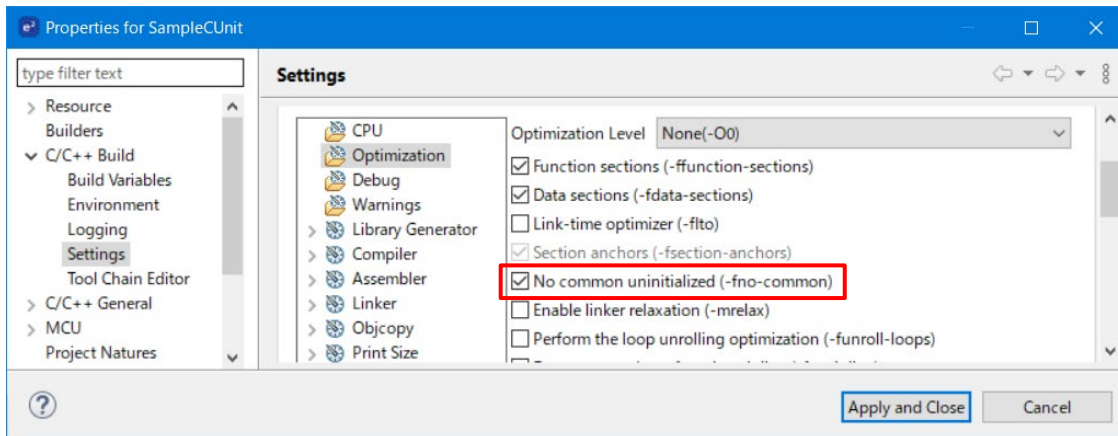 e² Properties for SampleCUnit
type filter text
Settings
Resource
Builders
C/C++ Build
Build Variables
Environment
Logging
Settings
Tool Chain Editor
C/C++ General
MCU
Project Natures
CPU
Optimization
Debug
Warnings
Library Generator
Compiler
Assembler
Linker
Objcopy
Print Size
Optimization Level None(-O0)
Function sections (-ffunction-sections)
Data sections (-fdata-sections)
Link-time optimizer (-flto)
Section anchors (-fsection-anchors)
No common uninitialized (-fno-common)
Enable linker relaxation (-mrelax)
Perform the loop unrolling optimization (-funroll-loops)
?
Apply and Close
Cancel